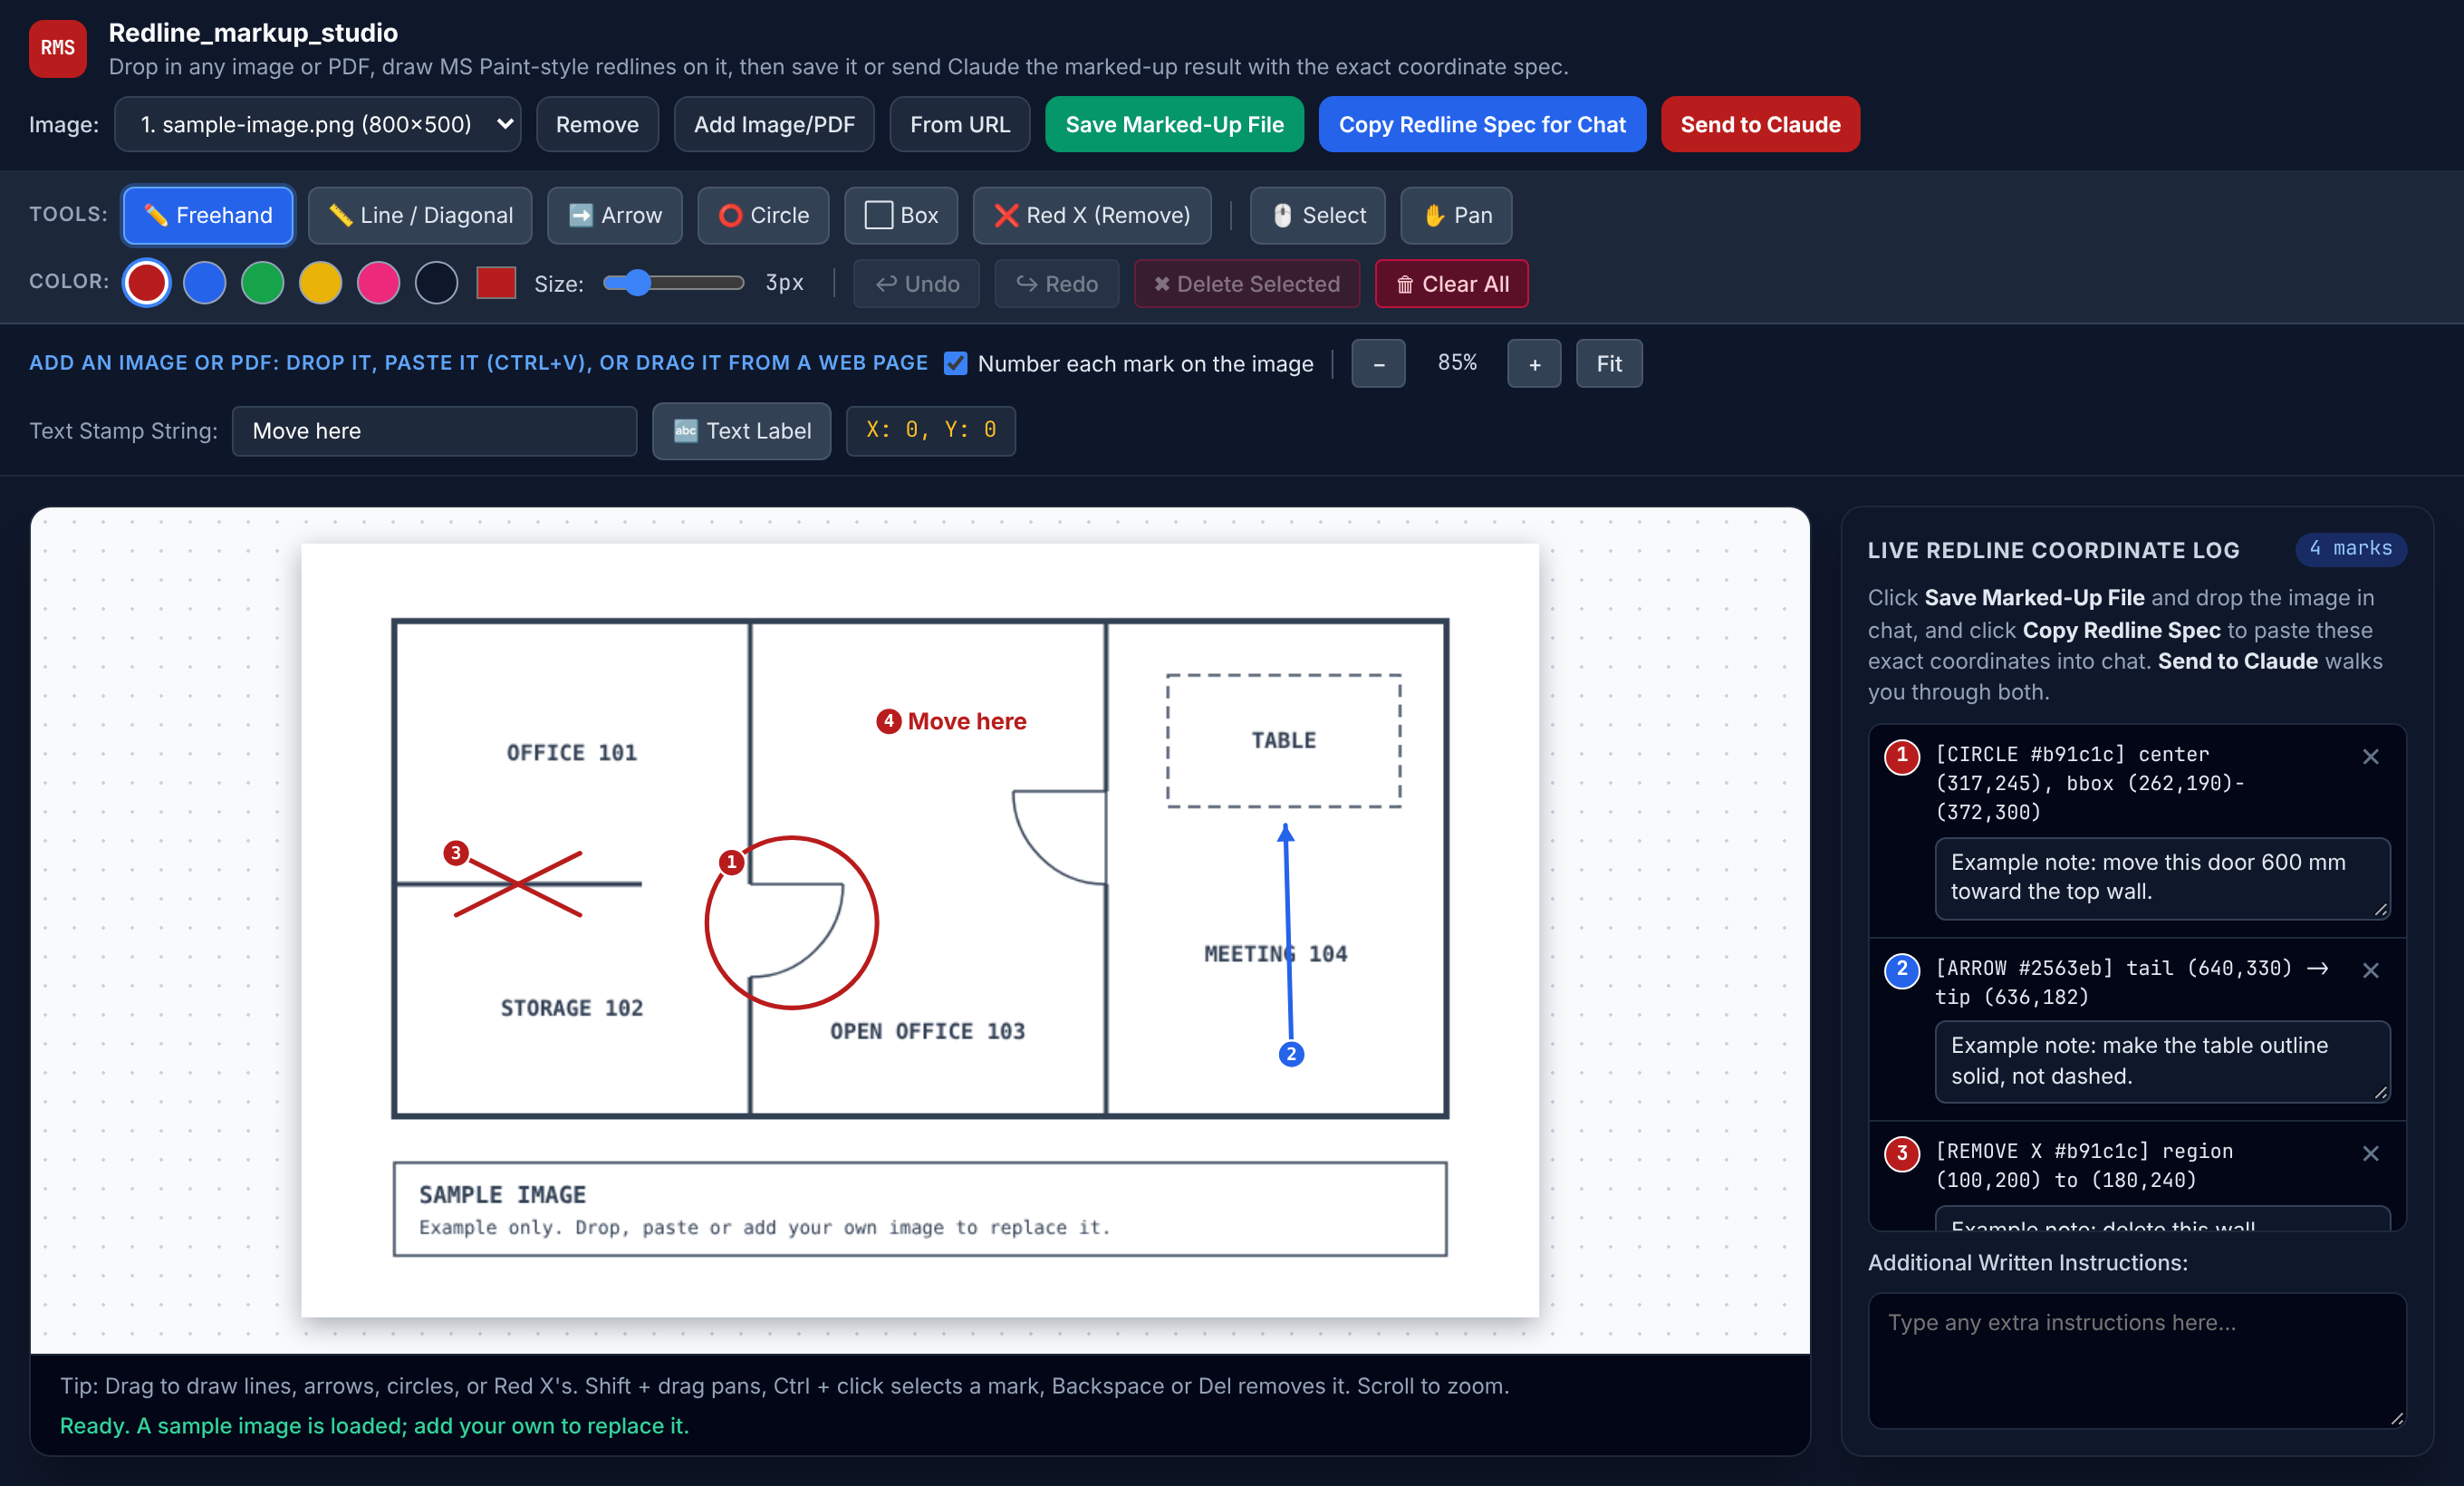 RMS
Redline_markup_studio
Drop in any image or PDF, draw MS Paint-style redlines on it, then save it or send Claude the marked-up result with the exact coordinate spec.
Image: 1. sample-image.png (800×500) Remove Add Image/PDF From URL Save Marked-Up File Copy Redline Spec for Chat Send to Claude
TOOLS: Freehand Line / Diagonal Arrow Circle Box Red X (Remove) Select Pan
COLOR: Size: 3px Undo Redo Delete Selected Clear All
ADD AN IMAGE OR PDF: DROP IT, PASTE IT (CTRL+V), OR DRAG IT FROM A WEB PAGE Number each mark on the image − 85% + Fit
Text Stamp String: Move here abc Text Label X: 0, Y: 0
4 Move here
TABLE
OFFICE 101
3
1
MEETING 104
STORAGE 102
OPEN OFFICE 103
2
SAMPLE IMAGE
Example only. Drop, paste or add your own image to replace it.
Tip: Drag to draw lines, arrows, circles, or Red X's. Shift + drag pans, Ctrl + click selects a mark, Backspace or Del removes it. Scroll to zoom.
Ready. A sample image is loaded; add your own to replace it.
LIVE REDLINE COORDINATE LOG 4 marks
Click Save Marked-Up File and drop the image in
chat, and click Copy Redline Spec to paste these
exact coordinates into chat. Send to Claude walks
you through both.
1 [CIRCLE #b91c1c] center
(317,245), bbox (262,190)-
(372,300)
Example note: move this door 600 mm
toward the top wall.
2 [ARROW #2563eb] tail (640,330) →
tip (636,182)
Example note: make the table outline
solid, not dashed.
3 [REMOVE X #b91c1c] region
(100,200) to (180,240)
Example note: delete this wall
Additional Written Instructions:
Type any extra instructions here...